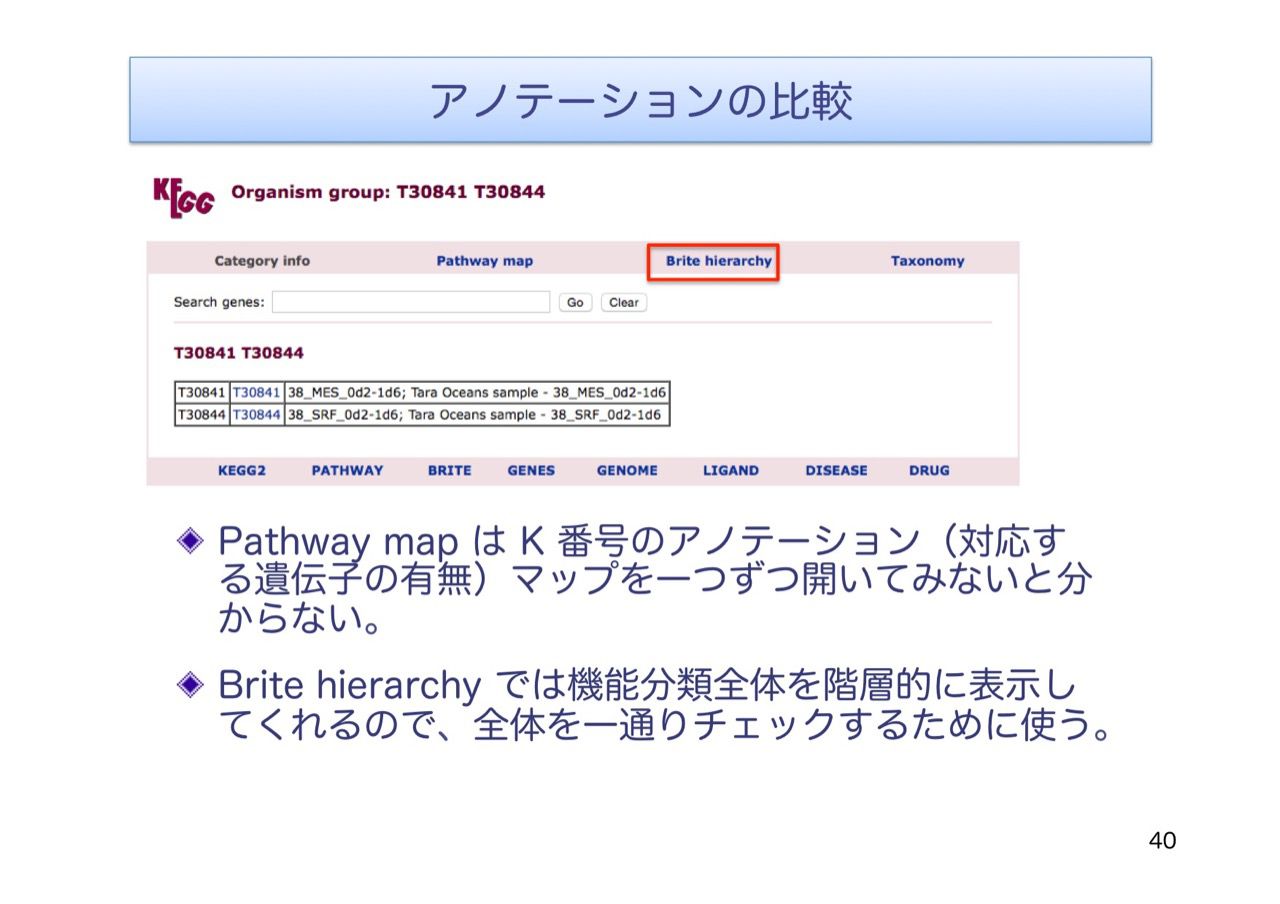 アノテーションの比較
KEGG Organism group: T30841 T30844
Category info Pathway map Brite hierarchy Taxonomy
Search genes: Go Clear
T30841 T30844
T30841 T30841 38_MES_0d2-1d6; Tara Oceans sample - 38_MES_0d2-1d6
T30844 T30844 38_SRF_0d2-1d6; Tara Oceans sample - 38_SRF_0d2-1d6
KEGG2 PATHWAY BRITE GENES GENOME LIGAND DISEASE DRUG
Pathway map は K 番号のアノテーション（対応す
る遺伝子の有無）マップを一つずつ開いてみないと分
からない。
Brite hierarchy では機能分類全体を階層的に表示し
てくれるので、全体を一通りチェックするために使う。
40